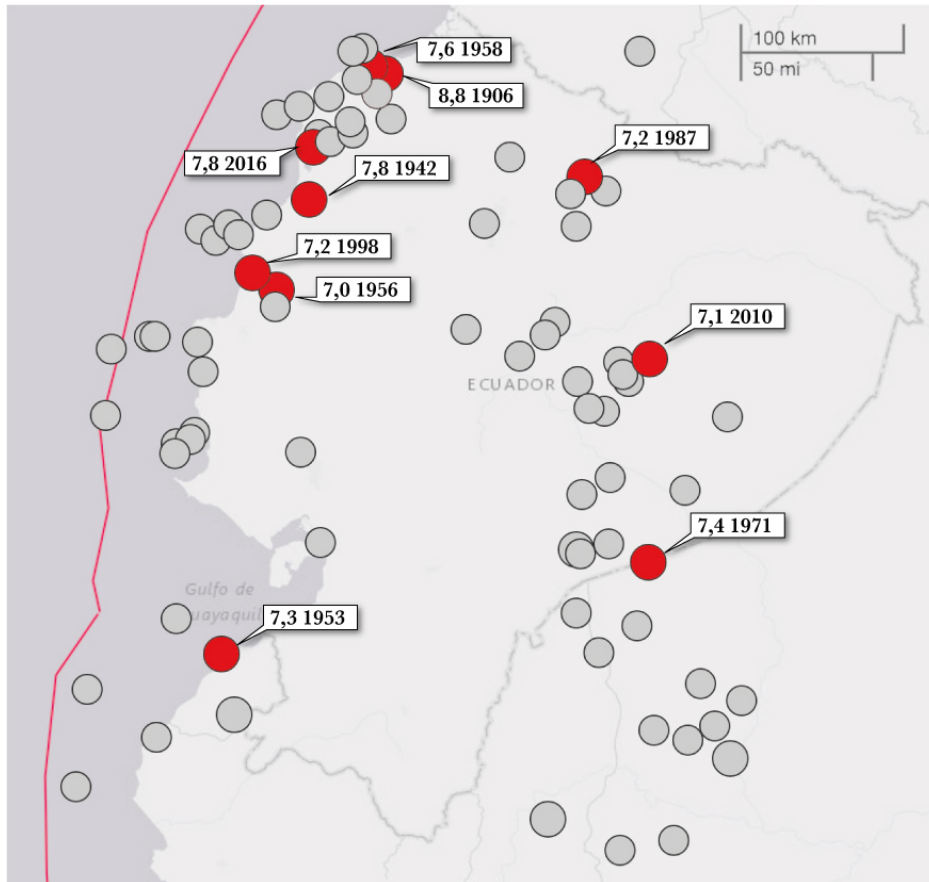 100 km
50 mi
7,6 1958
8,8 1906
7,2 1987
7,8 2016
7,8 1942
7,2 1998
7,0 1956
7,1 2010
ECUADOR
7,4 1971
Gulfo de
uayaquil
7,3 1953